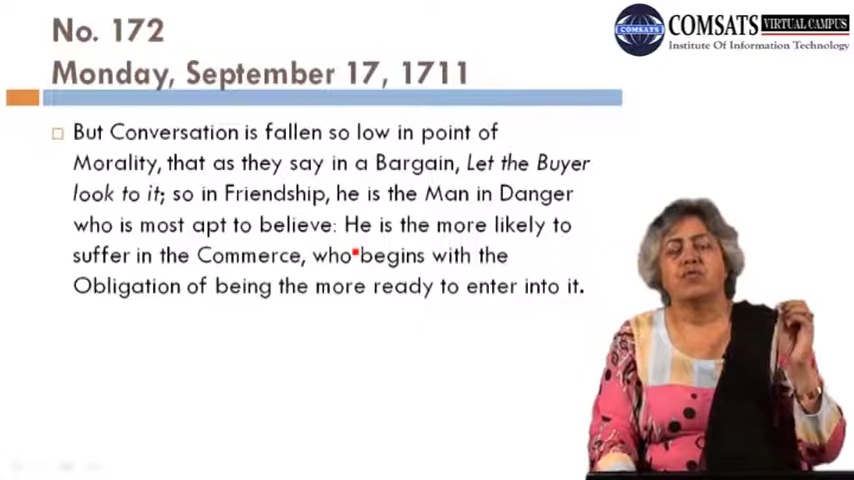 No. 172
Monday, September 17, 1711
COMSATS VIRTUAL CAMPUS
Institute Of Information Technology
COMSATS
But Conversation is fallen so low in point of
Morality, that as they say in a Bargain, Let the Buyer
look to it; so in Friendship, he is the Man in Danger
who is most apt to believe: He is the more likely to
suffer in the Commerce, who begins with the
Obligation of being the more ready to enter into it.